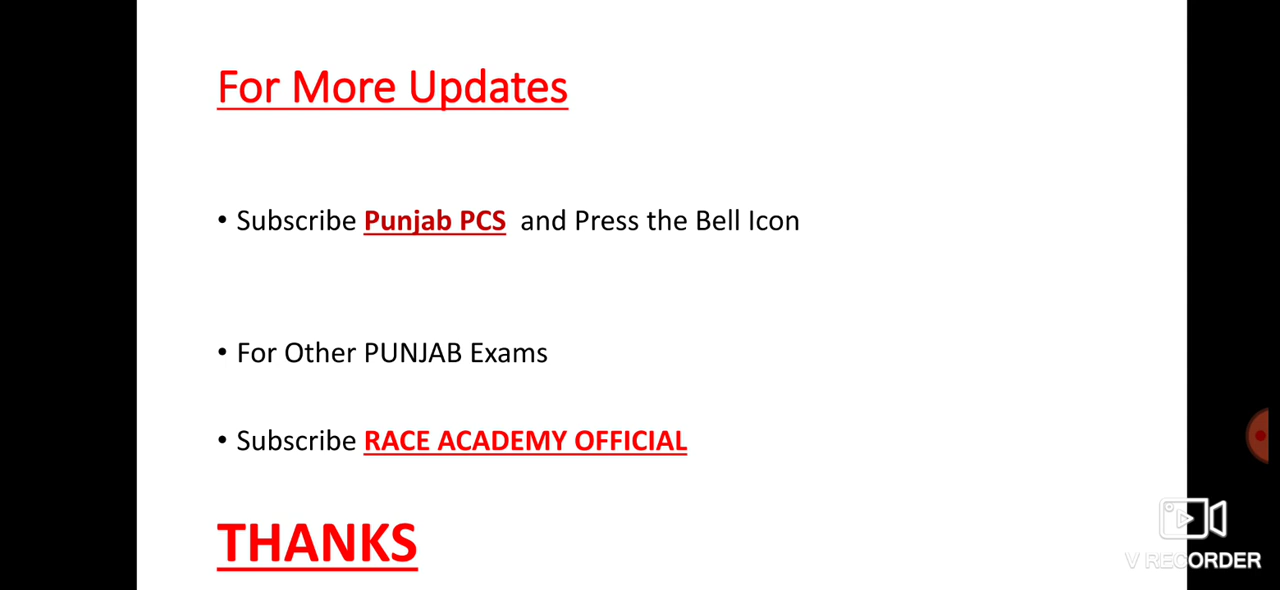 For More Updates
• Subscribe Punjab PCS and Press the Bell Icon
• For Other PUNJAB Exams
• Subscribe RACE ACADEMY OFFICIAL
THANKS
V RECORDER